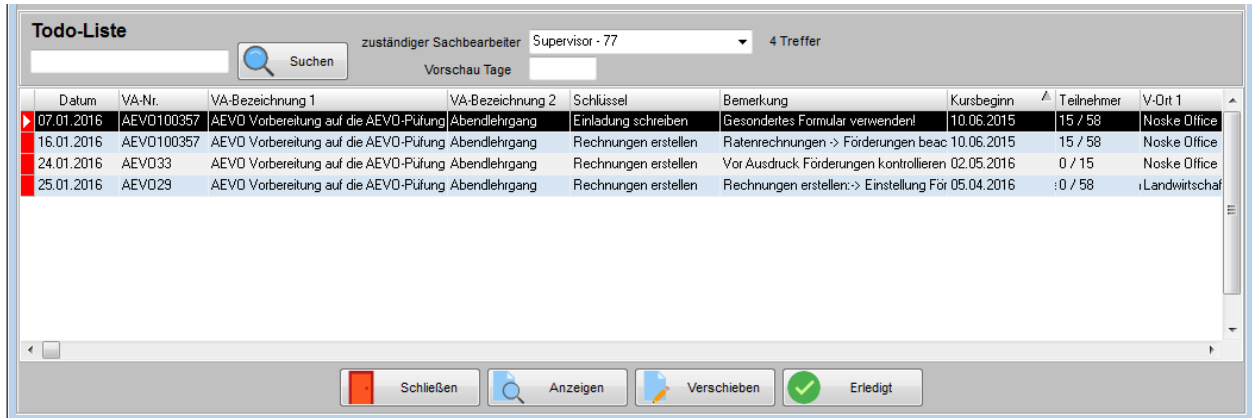 Todo-Liste
Suchen zuständiger Sachbearbeiter Supervisor - 77 4 Treffer
Vorschau Tage
Datum VA-Nr. VA-Bezeichnung 1 VA-Bezeichnung 2 Schlüssel Bemerkung Kursbeginn Teilnehmer V-Ort 1
07.01.2016 AEVO100357 AEVO Vorbereitung auf die AEVO-Püfung Abendlehrgang Einladung schreiben Gesondertes Formular verwenden! 10.06.2015 15 / 58 Noske Office
16.01.2016 AEVO100357 AEVO Vorbereitung auf die AEVO-Püfung Abendlehrgang Rechnungen erstellen Ratenrechnungen -> Förderungen beac 10.06.2015 15 / 58 Noske Office
24.01.2016 AEVO33 AEVO Vorbereitung auf die AEVO-Püfung Abendlehrgang Rechnungen erstellen Vor Ausdruck Förderungen kontrollieren 02.05.2016 0 / 15 Noske Office
25.01.2016 AEVO29 AEVO Vorbereitung auf die AEVO-Püfung Abendlehrgang Rechnungen erstellen Rechnungen erstellen:-> Einstellung För 05.04.2016 0 / 58 Landwirtschaf
Schließen Anzeigen Verschieben Erledigt